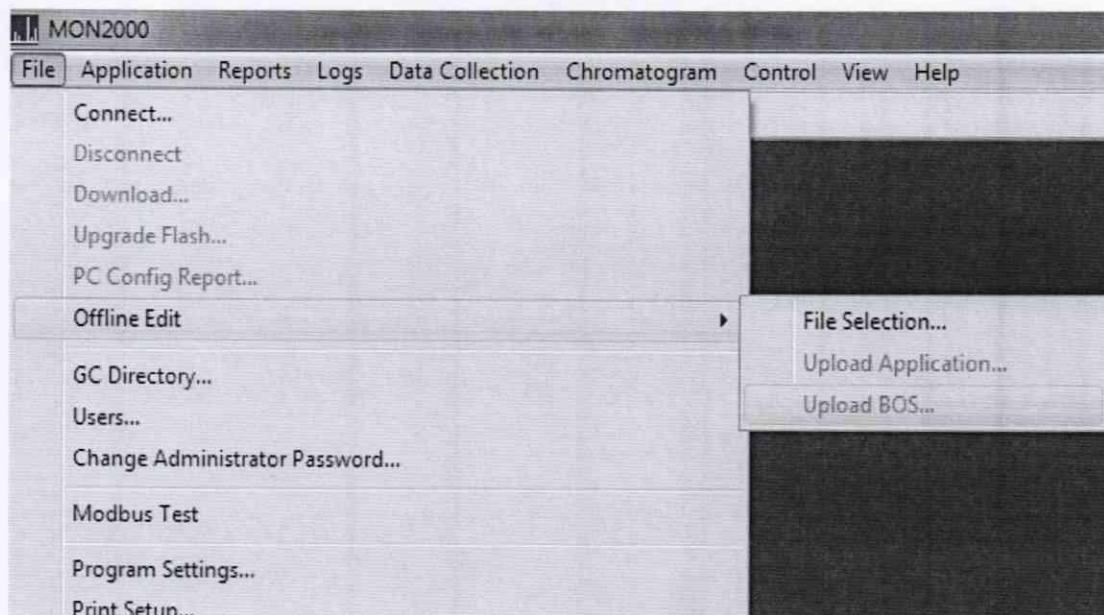 MON2000
File Application Reports Logs Data Collection Chromatogram Control View Help
Connect...
Disconnect
Download...
Upgrade Flash...
PC Config Report...
Offline Edit
File Selection...
Upload Application...
Upload BOS...
GC Directory...
Users...
Change Administrator Password...
Modbus Test
Program Settings...
Print Setup...